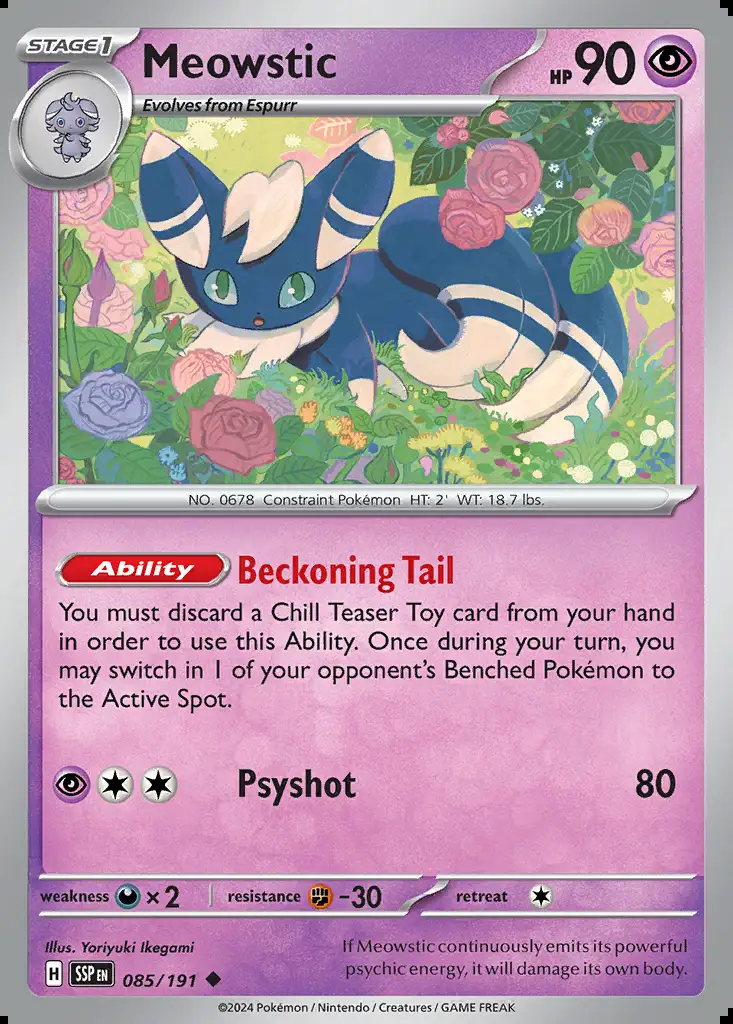 STAGE1
Meowstic
HP 90
Evolves from Espurr
NO. 0678 Constraint Pokémon HT: 2' WT: 18.7 lbs.
Ability Beckoning Tail
You must discard a Chill Teaser Toy card from your hand
in order to use this Ability. Once during your turn, you
may switch in 1 of your opponent's Benched Pokémon to
the Active Spot.
Psyshot 80
weakness ×2 resistance -30 retreat
Illus. Yoriyuki Ikegami
If Meowstic continuously emits its powerful
psychic energy, it will damage its own body.
H SSP EN 085/191
©2024 Pokémon / Nintendo / Creatures / GAME FREAK